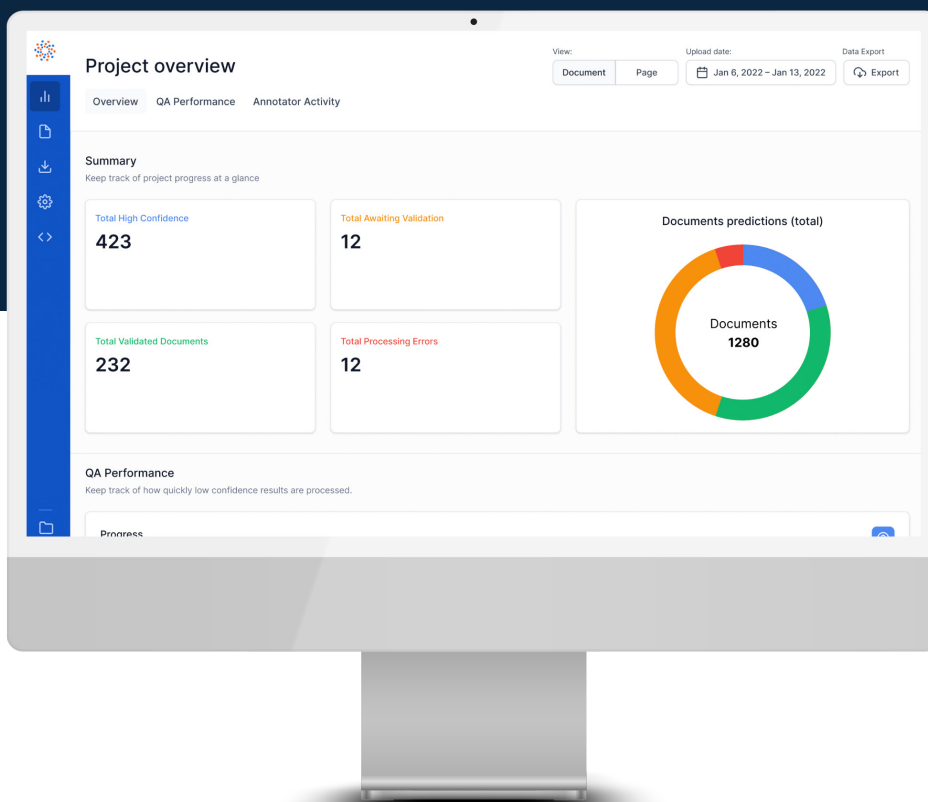 Project overview
View:
Document
Page
Upload date:
Jan 6, 2022 – Jan 13, 2022
Data Export
Export
Overview
QA Performance
Annotator Activity
Summary
Keep track of project progress at a glance
Total High Confidence
423
Total Awaiting Validation
12
Total Validated Documents
232
Total Processing Errors
12
Documents predictions (total)
Documents
1280
QA Performance
Keep track of how quickly low confidence results are processed.
Progress